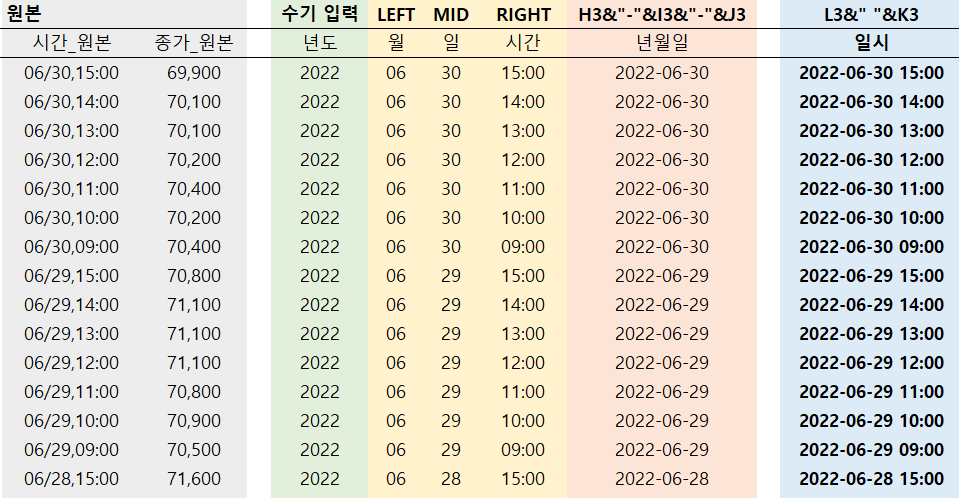 원본 수기 입력 LEFT MID RIGHT H3&"-"&I3&"-"&J3 L3&" "&K3
시간_원본 종가_원본 년도 월 일 시간 년월일 일시
06/30,15:00 69,900 2022 06 30 15:00 2022-06-30 2022-06-30 15:00
06/30,14:00 70,100 2022 06 30 14:00 2022-06-30 2022-06-30 14:00
06/30,13:00 70,100 2022 06 30 13:00 2022-06-30 2022-06-30 13:00
06/30,12:00 70,200 2022 06 30 12:00 2022-06-30 2022-06-30 12:00
06/30,11:00 70,400 2022 06 30 11:00 2022-06-30 2022-06-30 11:00
06/30,10:00 70,200 2022 06 30 10:00 2022-06-30 2022-06-30 10:00
06/30,09:00 70,400 2022 06 30 09:00 2022-06-30 2022-06-30 09:00
06/29,15:00 70,800 2022 06 29 15:00 2022-06-29 2022-06-29 15:00
06/29,14:00 71,100 2022 06 29 14:00 2022-06-29 2022-06-29 14:00
06/29,13:00 71,100 2022 06 29 13:00 2022-06-29 2022-06-29 13:00
06/29,12:00 71,100 2022 06 29 12:00 2022-06-29 2022-06-29 12:00
06/29,11:00 70,800 2022 06 29 11:00 2022-06-29 2022-06-29 11:00
06/29,10:00 70,900 2022 06 29 10:00 2022-06-29 2022-06-29 10:00
06/29,09:00 70,500 2022 06 29 09:00 2022-06-29 2022-06-29 09:00
06/28,15:00 71,600 2022 06 28 15:00 2022-06-28 2022-06-28 15:00